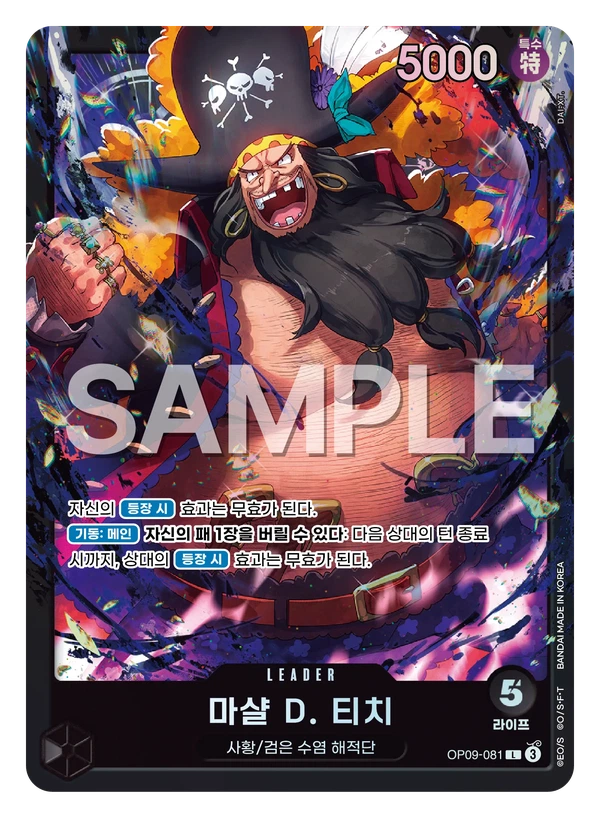 5000
특수
特
DAI-XT.
SAMPLE
자신의 등장 시 효과는 무효가 된다.
기동: 메인 자신의 패 1장을 버릴 수 있다: 다음 상대의 턴 종료
시까지, 상대의 등장 시 효과는 무효가 된다.
LEADER
5
마샬 D. 티치
라이프
사황/검은 수염 해적단
OP09-081 L 3
©EO/S ©O/S·F·T BANDAI MADE IN KOREA